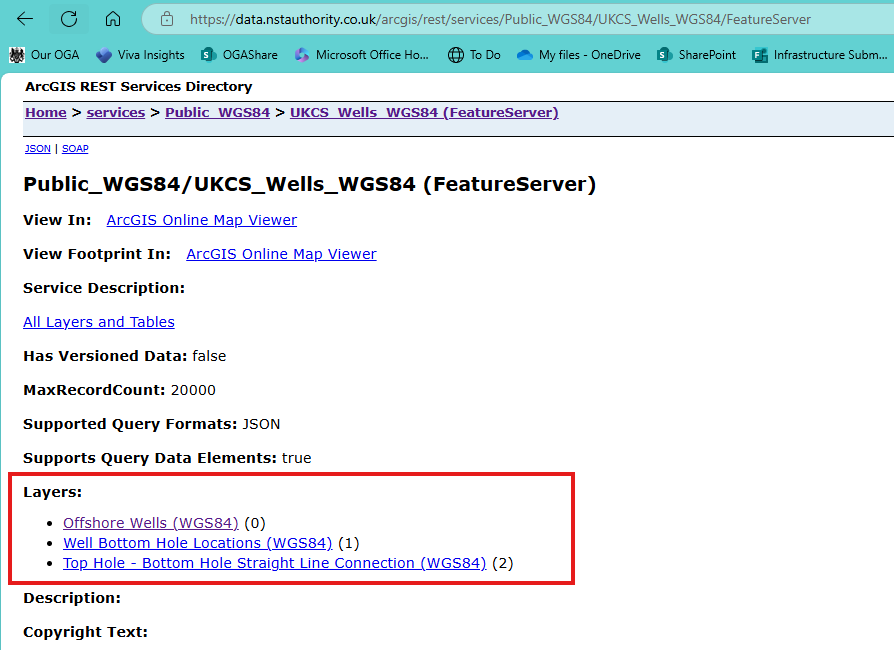 https://data.nstauthority.co.uk/arcgis/rest/services/Public_WGS84/UKCS_Wells_WGS84/FeatureServer
Our OGA Viva Insights OGAShare Microsoft Office Ho... To Do My files - OneDrive SharePoint Infrastructure Subm...
ArcGIS REST Services Directory
Home > services > Public_WGS84 > UKCS_Wells_WGS84 (FeatureServer)
JSON | SOAP
Public_WGS84/UKCS_Wells_WGS84 (FeatureServer)
View In: ArcGIS Online Map Viewer
View Footprint In: ArcGIS Online Map Viewer
Service Description:
All Layers and Tables
Has Versioned Data: false
MaxRecordCount: 20000
Supported Query Formats: JSON
Supports Query Data Elements: true
Layers:
• Offshore Wells (WGS84) (0)
• Well Bottom Hole Locations (WGS84) (1)
• Top Hole - Bottom Hole Straight Line Connection (WGS84) (2)
Description:
Copyright Text: